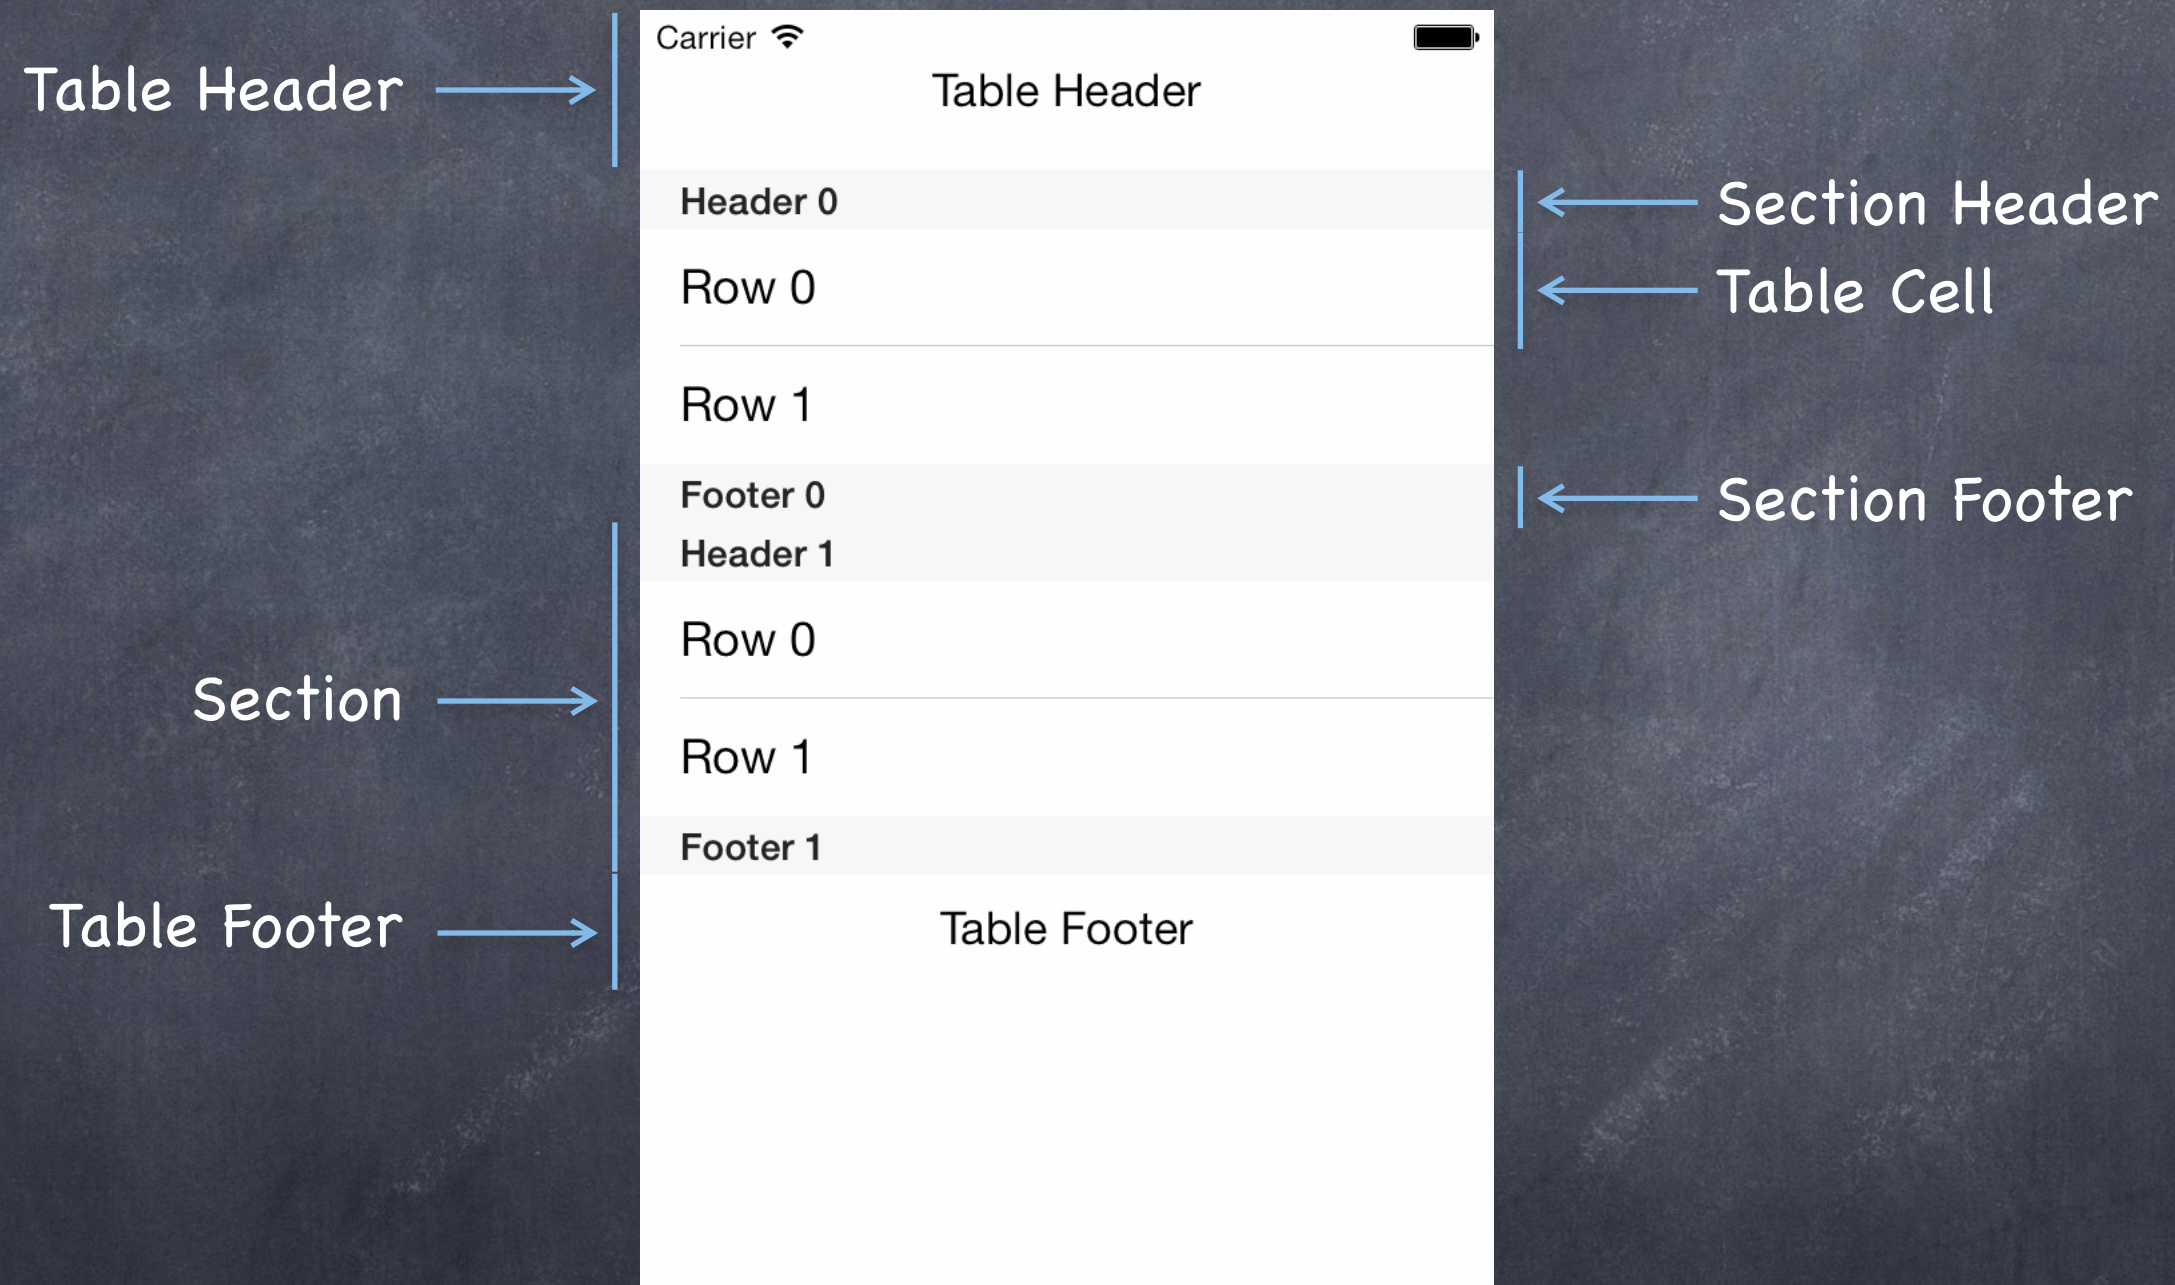 Carrier
Table Header
Table Header
Header 0
Section Header
Row 0
Table Cell
Row 1
Footer 0
Section Footer
Header 1
Row 0
Section
Row 1
Footer 1
Table Footer
Table Footer